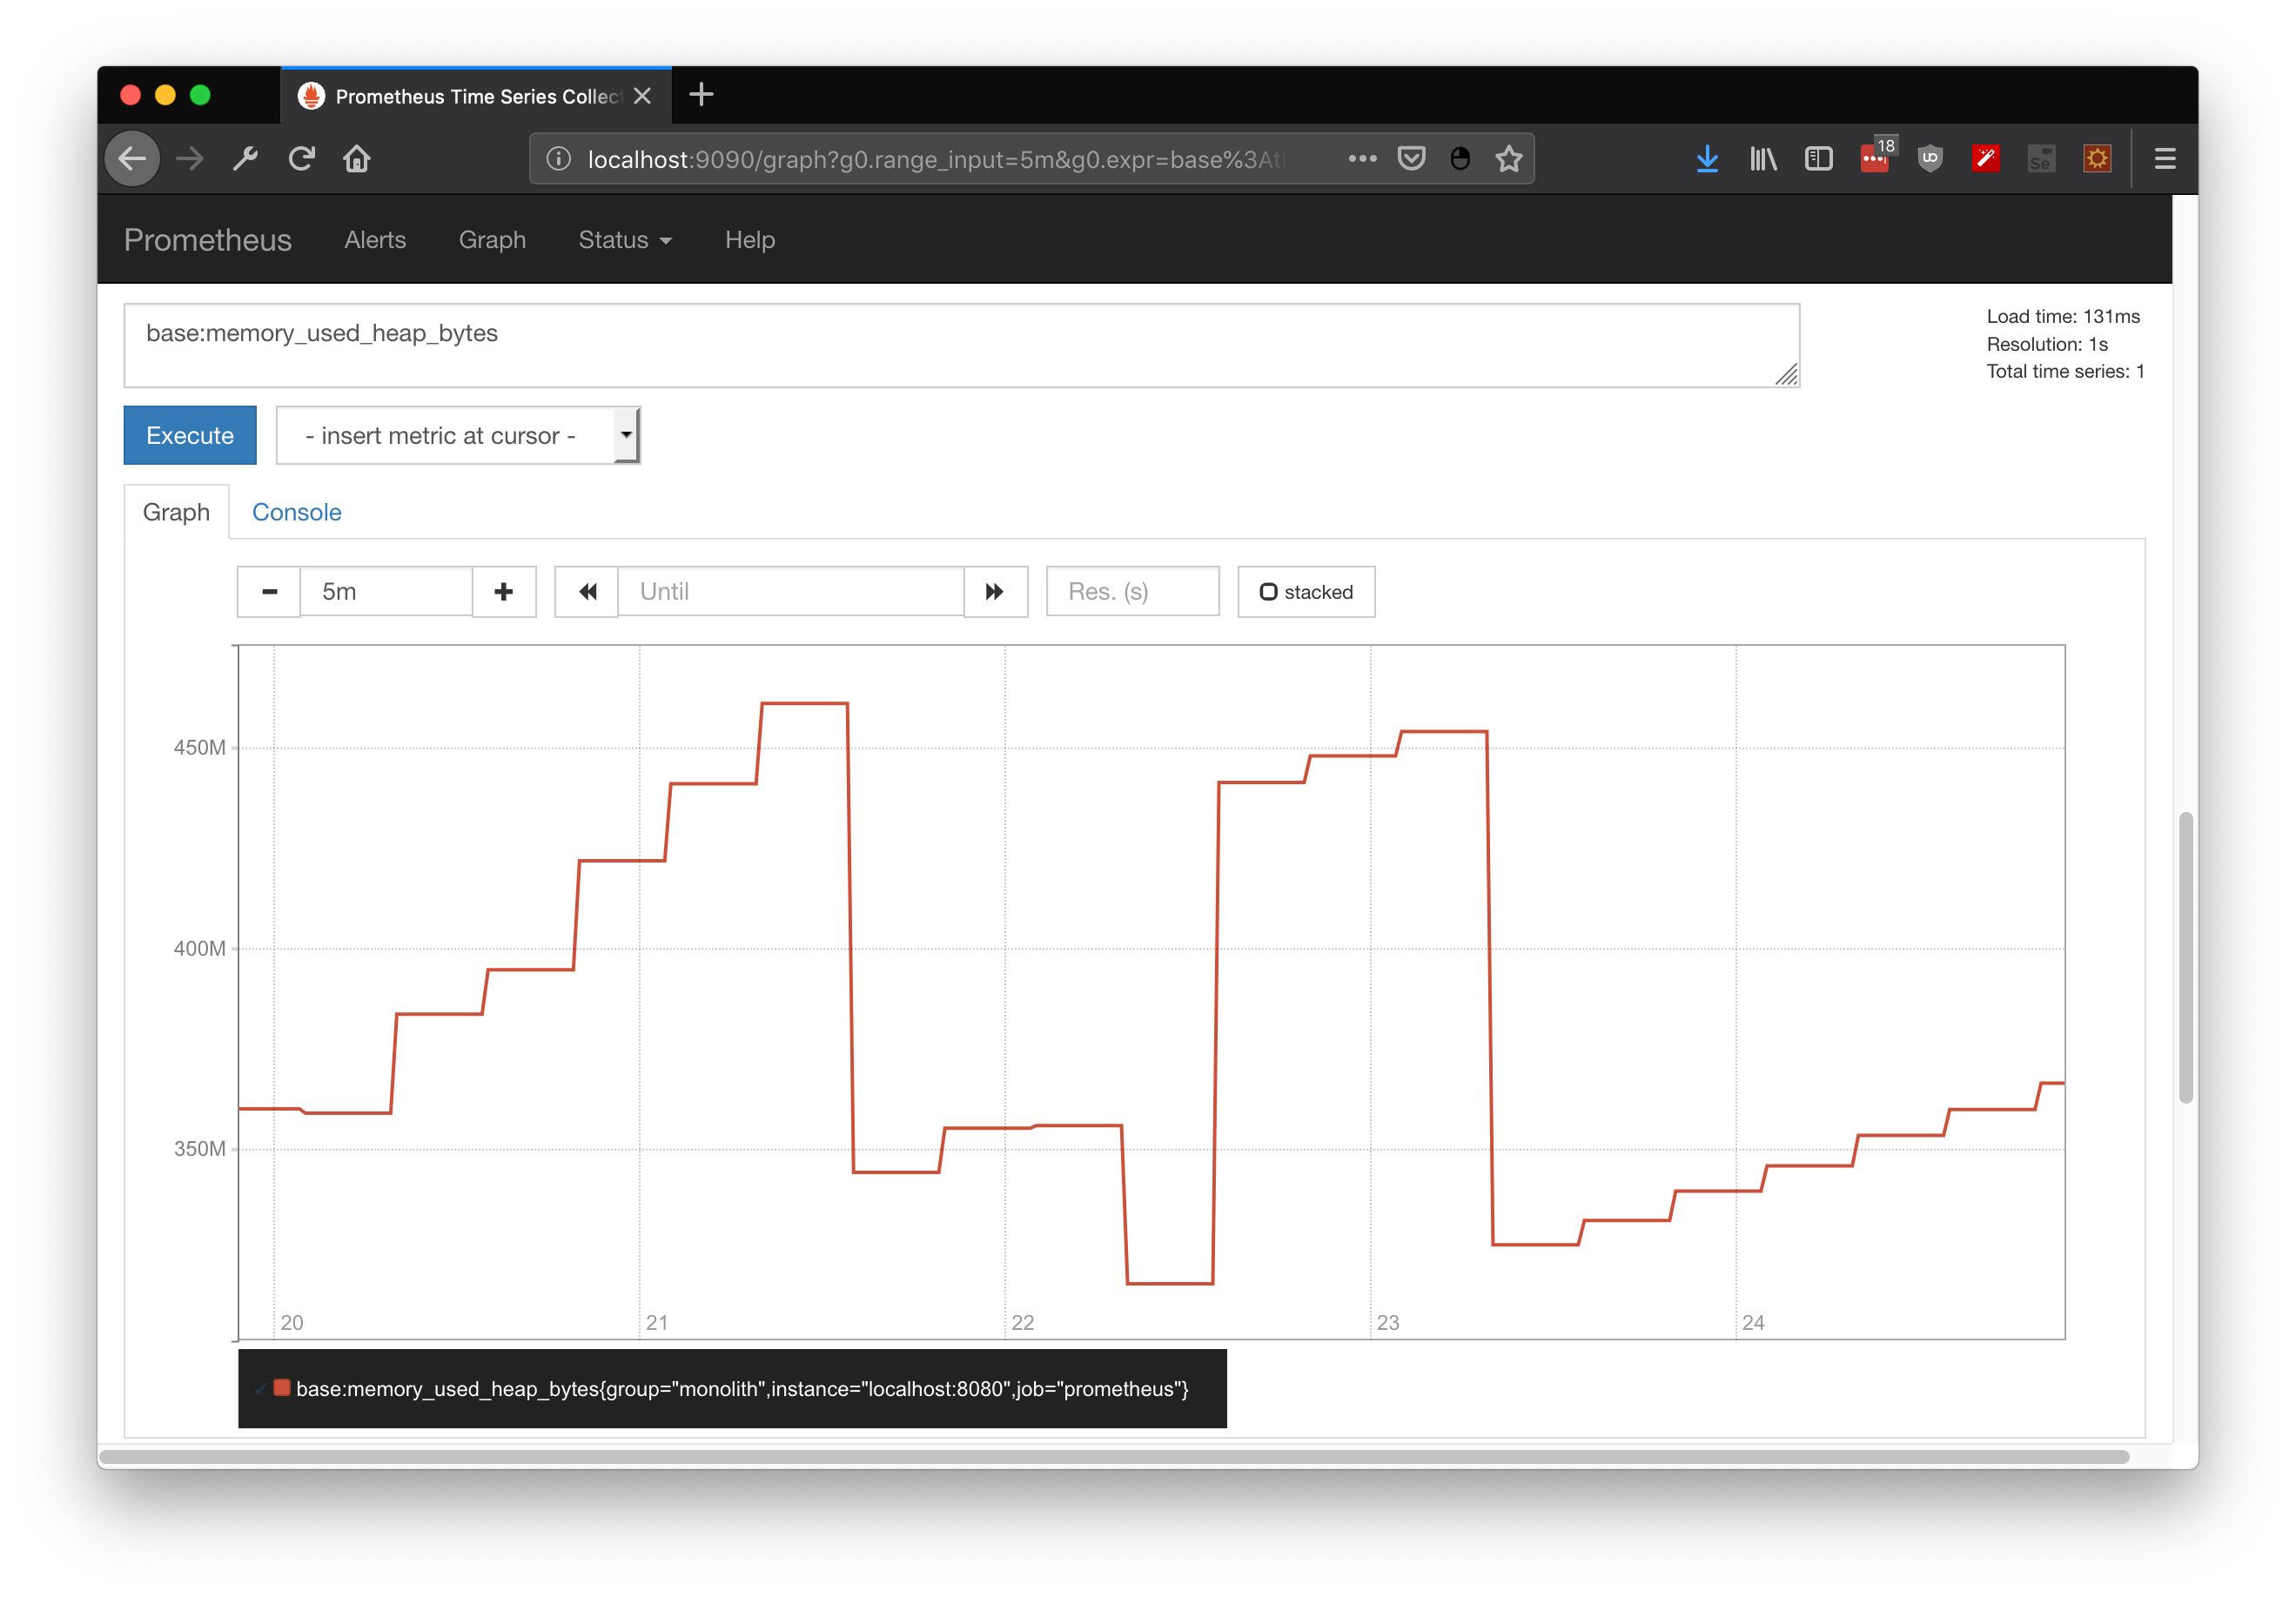 Prometheus Time Series Collec
localhost:9090/graph?g0.range_input=5m&g0.expr=base%3At
18
Se
Prometheus Alerts Graph Status Help
base:memory_used_heap_bytes
Load time: 131ms
Resolution: 1s
Total time series: 1
Execute - insert metric at cursor -
Graph Console
5m Until Res. (s) stacked
450M
400M
350M
20 21 22 23 24
base:memory_used_heap_bytes{group="monolith",instance="localhost:8080",job="prometheus"}